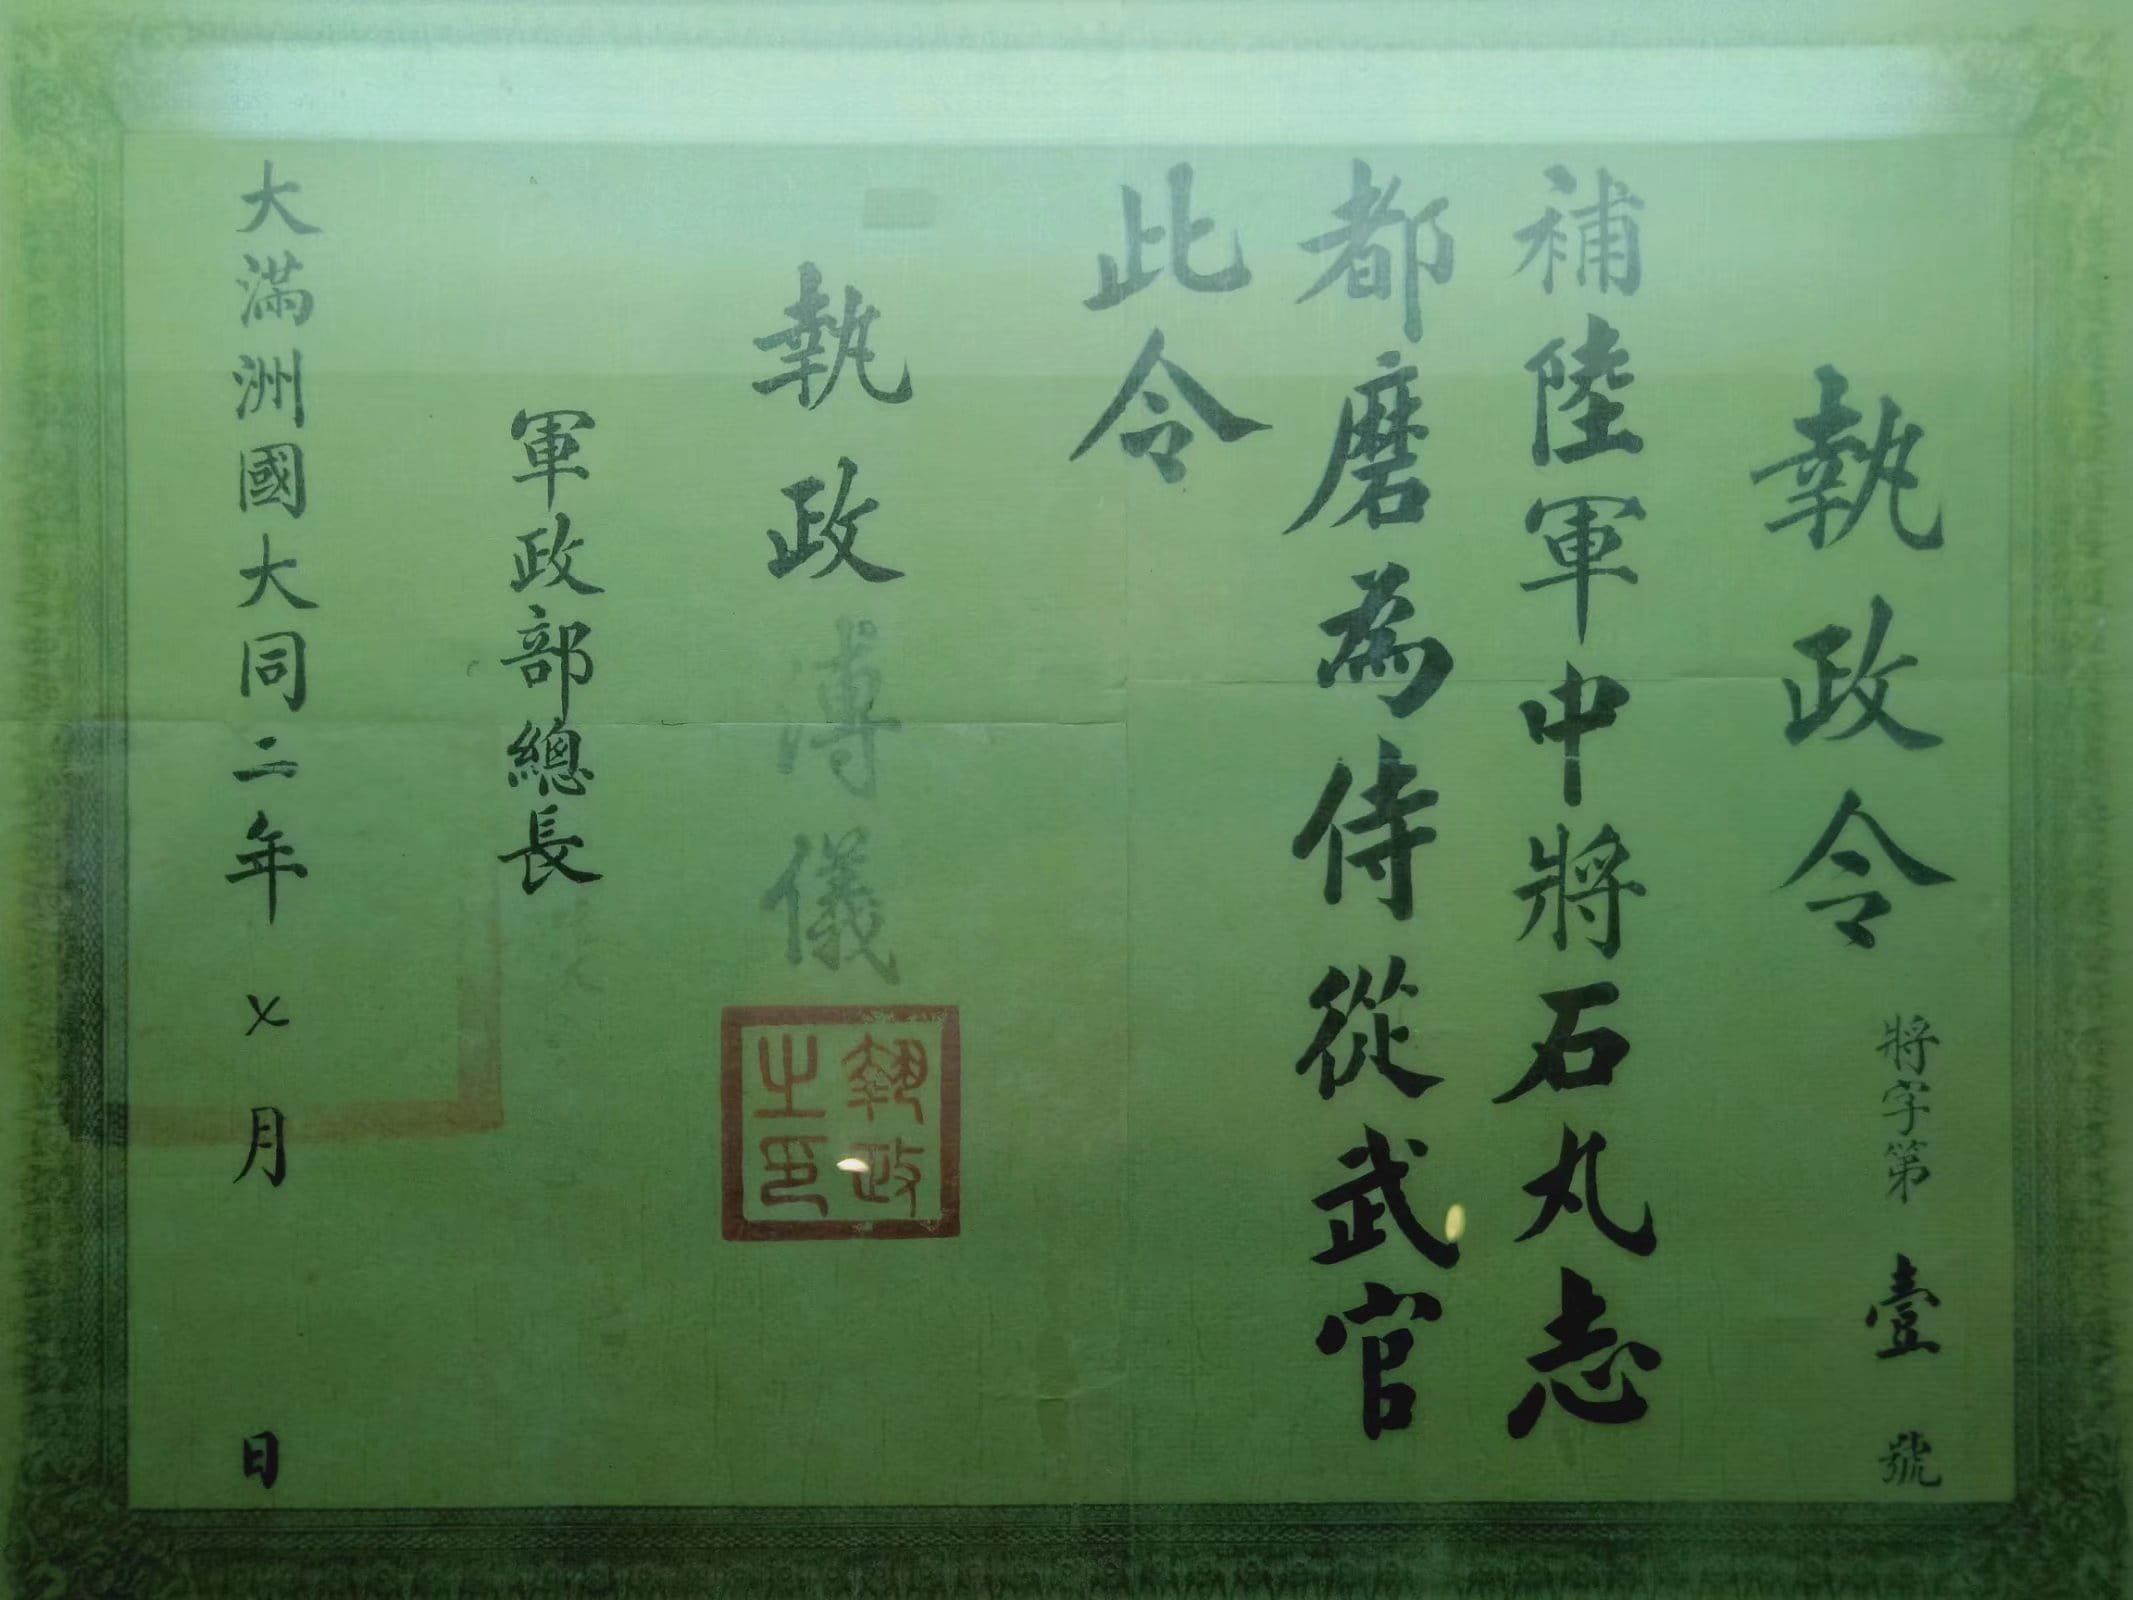 執政令
將字第壹號
補陸軍中將石丸志
都磨為侍從武官
此令
執政溥儀
執政之印
軍政部總長
大滿洲國大同二年七月 日